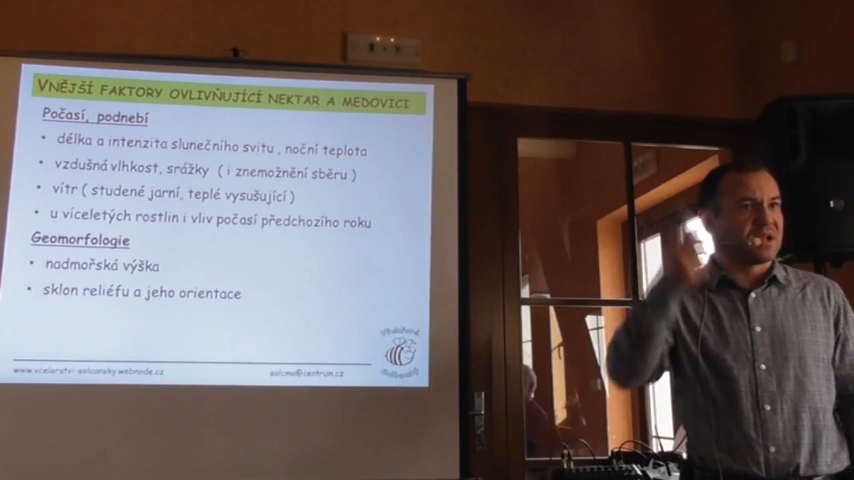 VNĚJŠÍ FAKTORY OVLIVŇUJÍCÍ NEKTAR A MEDOVICI
Počasí, podnebí
• délka a intenzita slunečního svitu , noční teplota
• vzdušná vlhkost, srážky ( i znemožnění sběru )
• vítr ( studené jarní, teplé vysušující )
• u víceletých rostlin i vliv počasí předchozího roku
Geomorfologie
• nadmořská výška
• sklon reliéfu a jeho orientace
www.vcelarstvi-solcansky.webnode.cz
solcmo@centrum.cz